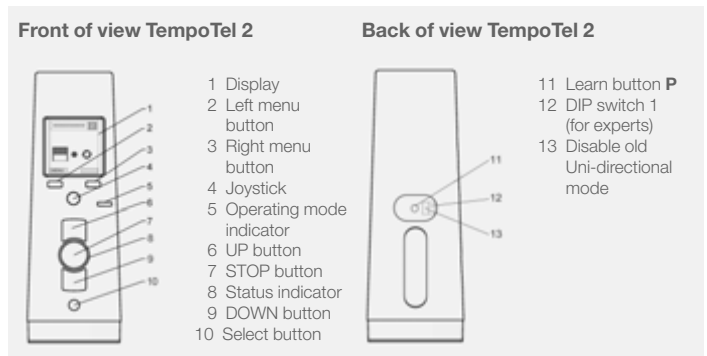 Front of view TempoTel 2
1
2
3
4
5
6
7
8
9
10
1 Display
2 Left menu
button
3 Right menu
button
4 Joystick
5 Operating mode
indicator
6 UP button
7 STOP button
8 Status indicator
9 DOWN button
10 Select button
Back of view TempoTel 2
11
12
13
11 Learn button P
12 DIP switch 1
(for experts)
13 Disable old
Uni-directional
mode